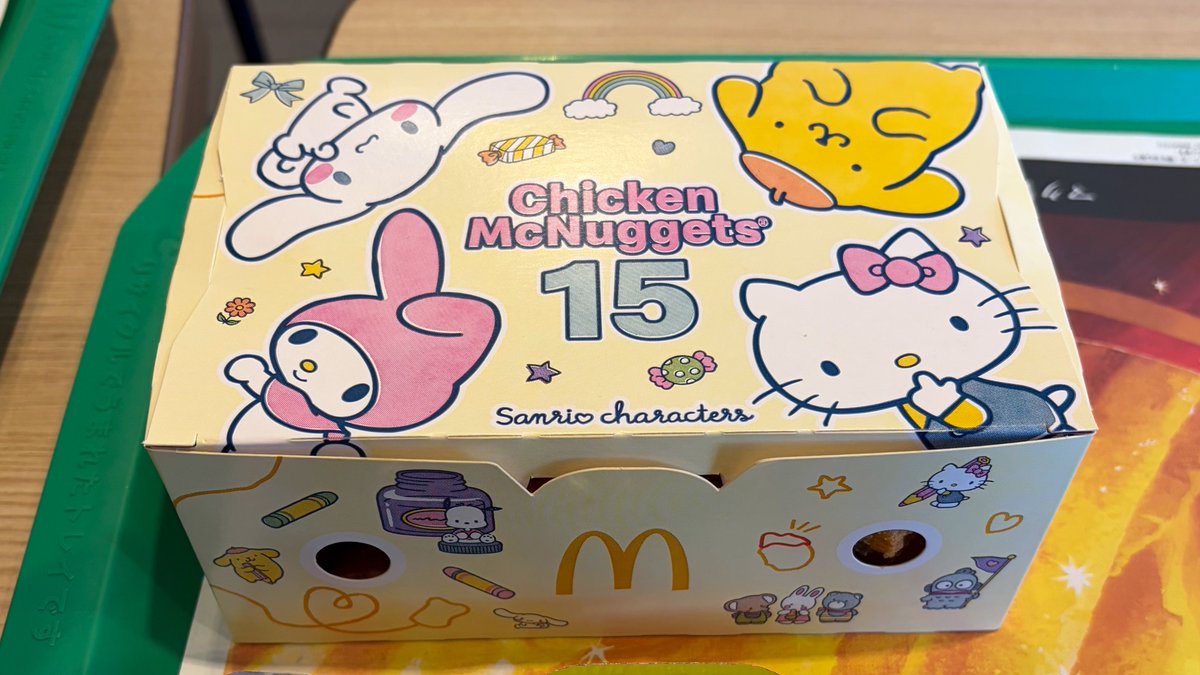 Chicken
McNuggets®
15
Sanrio characters